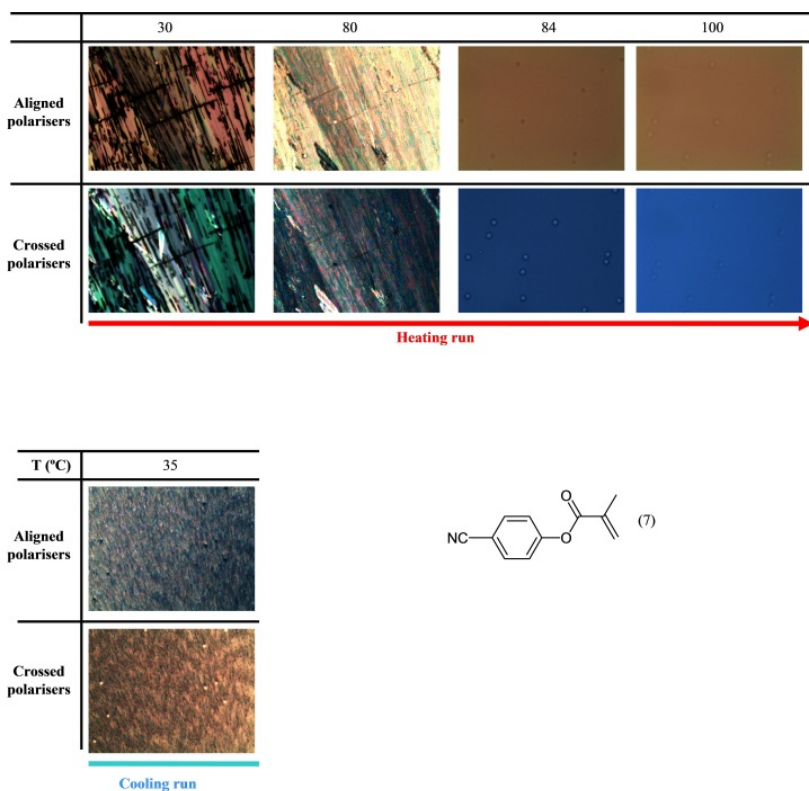 30 80 84 100
Aligned
polarisers
Crossed
polarisers
Heating run
T (ºC) 35
Aligned
polarisers
Crossed
polarisers
Cooling run
O
NC
O
(7)